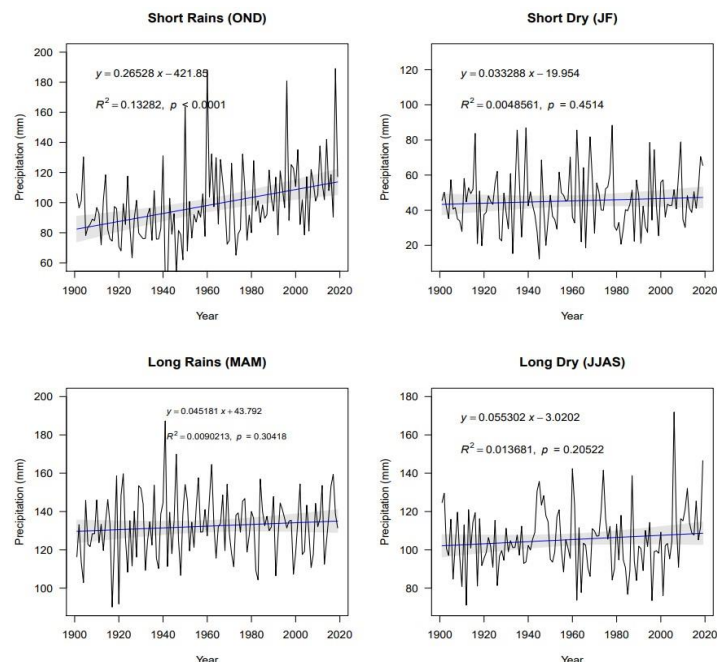 Short Rains (OND)
Precipitation (mm)
200
180
160
140
120
100
80
60
y = 0.26528 x − 421.85
R² = 0.13282, p < 0.0001
1900 1920 1940 1960 1980 2000 2020
Year
Short Dry (JF)
Precipitation (mm)
120
100
80
60
40
20
y = 0.033288 x − 19.954
R² = 0.0048561, p = 0.4514
1900 1920 1940 1960 1980 2000 2020
Year
Long Rains (MAM)
Precipitation (mm)
200
180
160
140
120
100
y = 0.045181 x + 43.792
R² = 0.0090213, p = 0.30418
1900 1920 1940 1960 1980 2000 2020
Year
Long Dry (JJAS)
Precipitation (mm)
180
160
140
120
100
80
y = 0.055302 x − 3.0202
R² = 0.013681, p = 0.20522
1900 1920 1940 1960 1980 2000 2020
Year